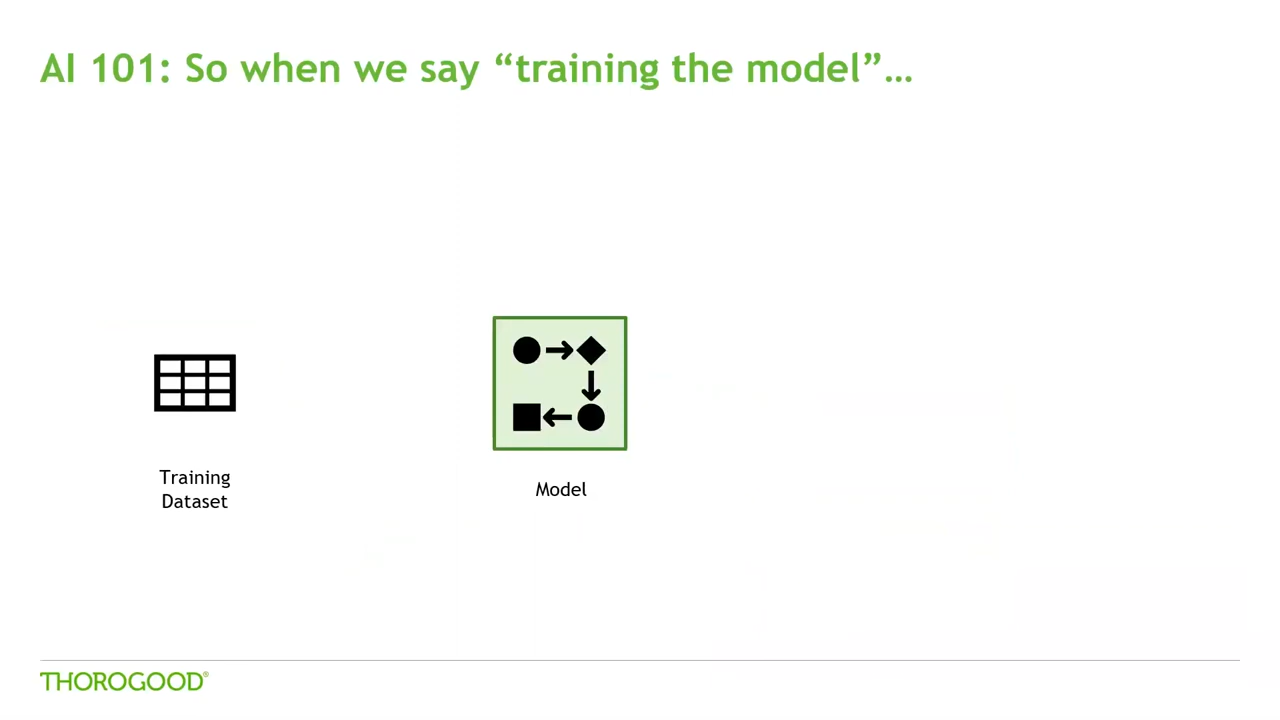 AI 101: So when we say “training the model”…
Training
Dataset
Model
THOROGOOD®